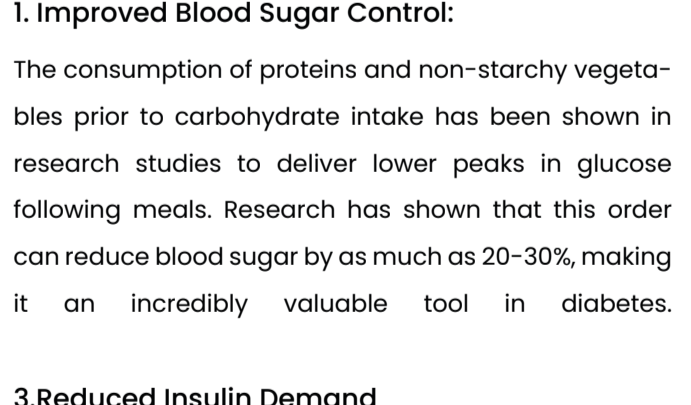 1. Improved Blood Sugar Control:
The consumption of proteins and non-starchy vegeta-
bles prior to carbohydrate intake has been shown in
research studies to deliver lower peaks in glucose
following meals. Research has shown that this order
can reduce blood sugar by as much as 20-30%, making
it an incredibly valuable tool in diabetes.
3.Reduced Insulin Demand